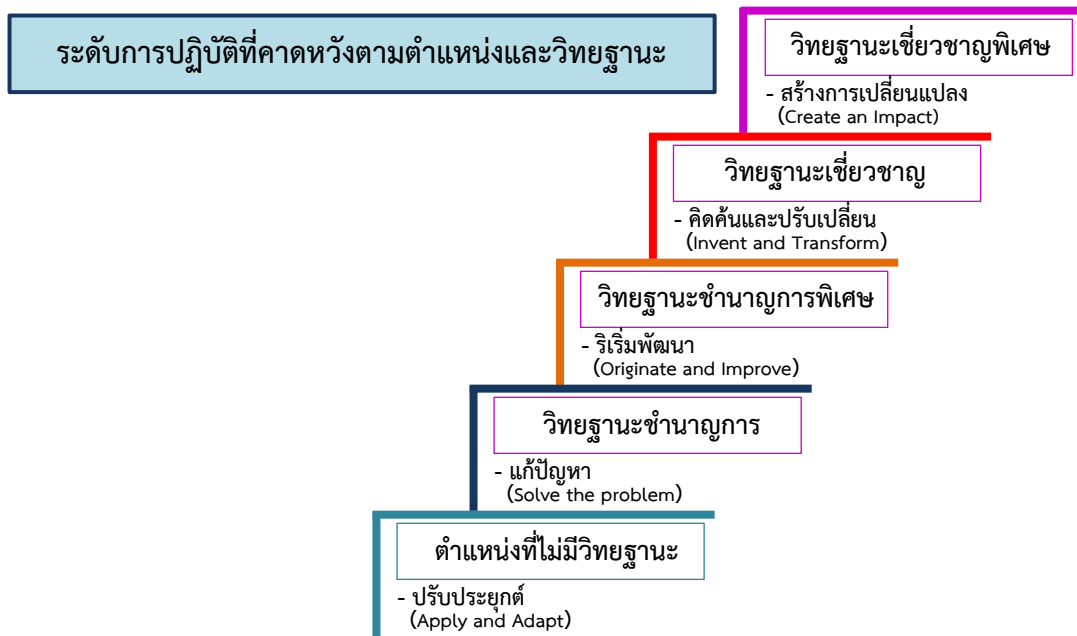 ระดับการปฏิบัติที่คาดหวังตามตำแหน่งและวิทยฐานะ
วิทยฐานะเชี่ยวชาญพิเศษ
- สร้างการเปลี่ยนแปลง
(Create an Impact)
วิทยฐานะเชี่ยวชาญ
- คิดค้นและปรับเปลี่ยน
(Invent and Transform)
วิทยฐานะชำนาญการพิเศษ
- ริเริ่มพัฒนา
(Originate and Improve)
วิทยฐานะชำนาญการ
- แก้ปัญหา
(Solve the problem)
ตำแหน่งที่ไม่มีวิทยฐานะ
- ปรับประยุกต์
(Apply and Adapt)